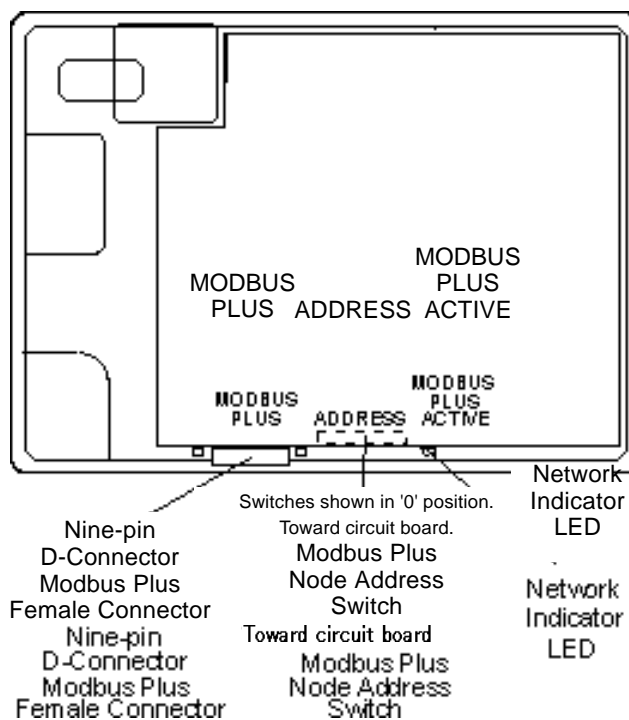 MODBUS
PLUS
ADDRESS
MODBUS
PLUS
ACTIVE
MODBUS
PLUS
ADDRESS
MODBUS
PLUS
ACTIVE
Switches shown in '0' position.
Toward circuit board.
Nine-pin
D-Connector
Modbus Plus
Female Connector
Modbus Plus
Node Address
Switch
Network
Indicator
LED
Toward circuit board
Nine-pin
D-Connector
Modbus Plus
Female Connector
Modbus Plus
Node Address
Switch
Network
Indicator
LED